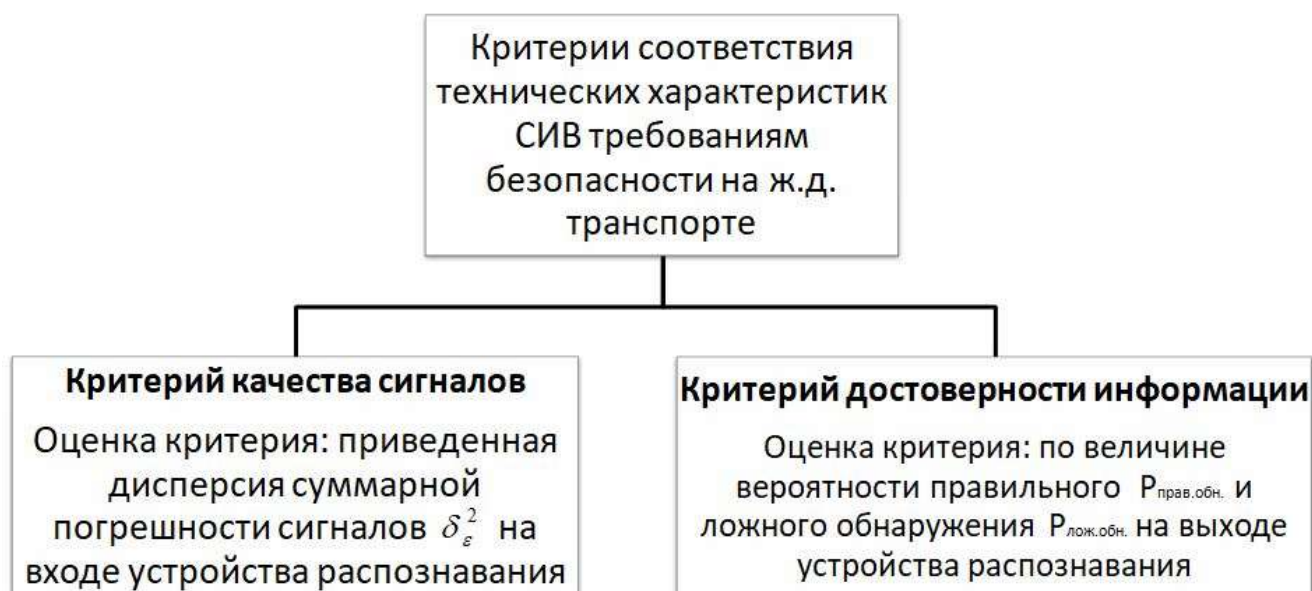 Критерии соответствия
технических характеристик
СИВ требованиям
безопасности на ж.д.
транспорте
Критерий качества сигналов
Оценка критерия: приведенная
дисперсия суммарной
погрешности сигналов δ²ε на
входе устройства распознавания
Критерий достоверности информации
Оценка критерия: по величине
вероятности правильного Pправ.обн. и
ложного обнаружения Pлож.обн. на выходе
устройства распознавания